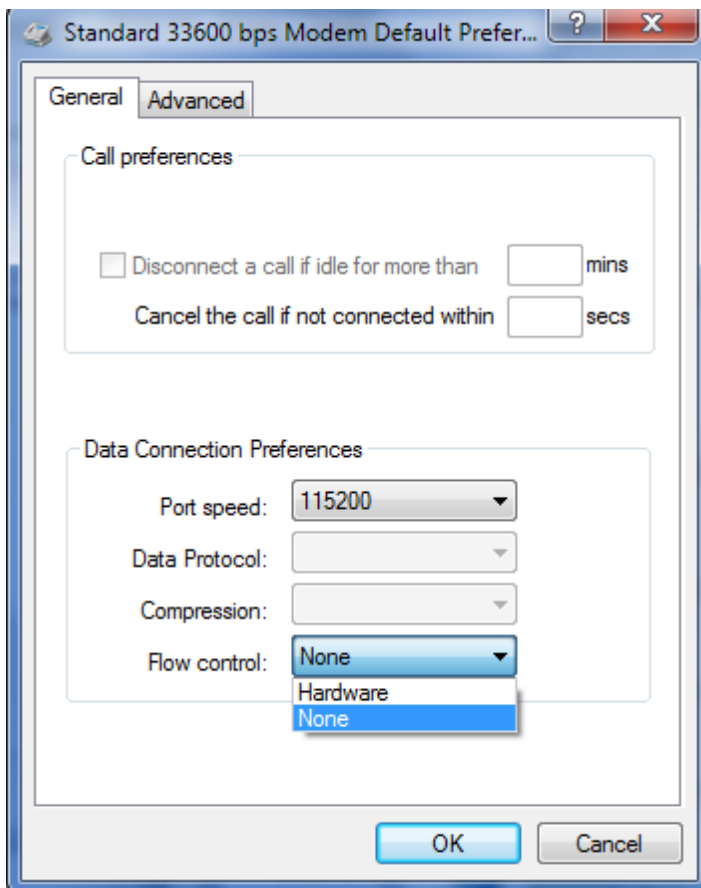 Standard 33600 bps Modem Default Prefer...
?
X
General
Advanced
Call preferences
Disconnect a call if idle for more than mins
Cancel the call if not connected within secs
Data Connection Preferences
Port speed: 115200
Data Protocol:
Compression:
Flow control: None
Hardware
None
OK
Cancel